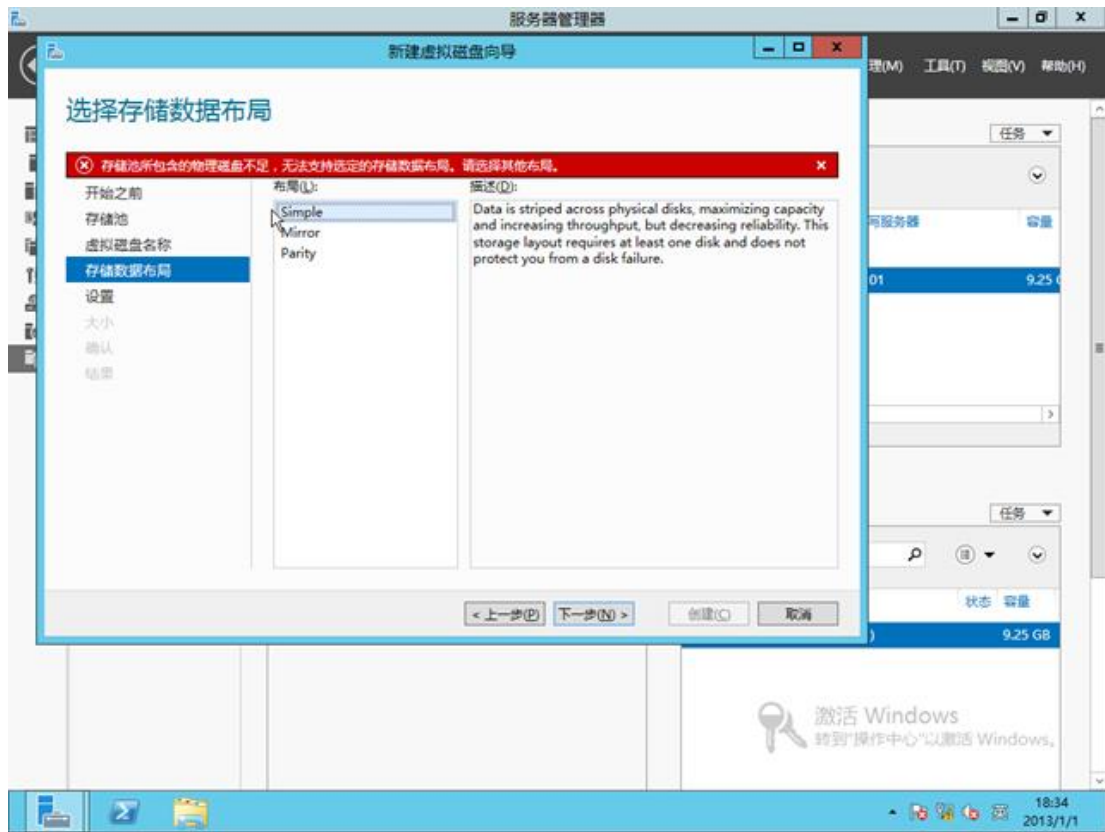 服务器管理器
新建虚拟磁盘向导
理(M) 工具(T) 视图(V) 帮助(H)
选择存储数据布局
任务
存储池所包含的物理磁盘不足，无法支持选定的存储数据布局。请选择其他布局。
开始之前
存储池
虚拟磁盘名称
存储数据布局
设置
大小
确认
结果
布局(L):
Simple
Mirror
Parity
描述(D):
Data is striped across physical disks, maximizing capacity
and increasing throughput, but decreasing reliability. This
storage layout requires at least one disk and does not
protect you from a disk failure.
写服务器 容量
01 9.25
任务
状态 容量
) 9.25 GB
< 上一步(P) 下一步(N) > 创建(C) 取消
激活 Windows
转到"操作中心"以激活 Windows。
英
18:34
2013/1/1